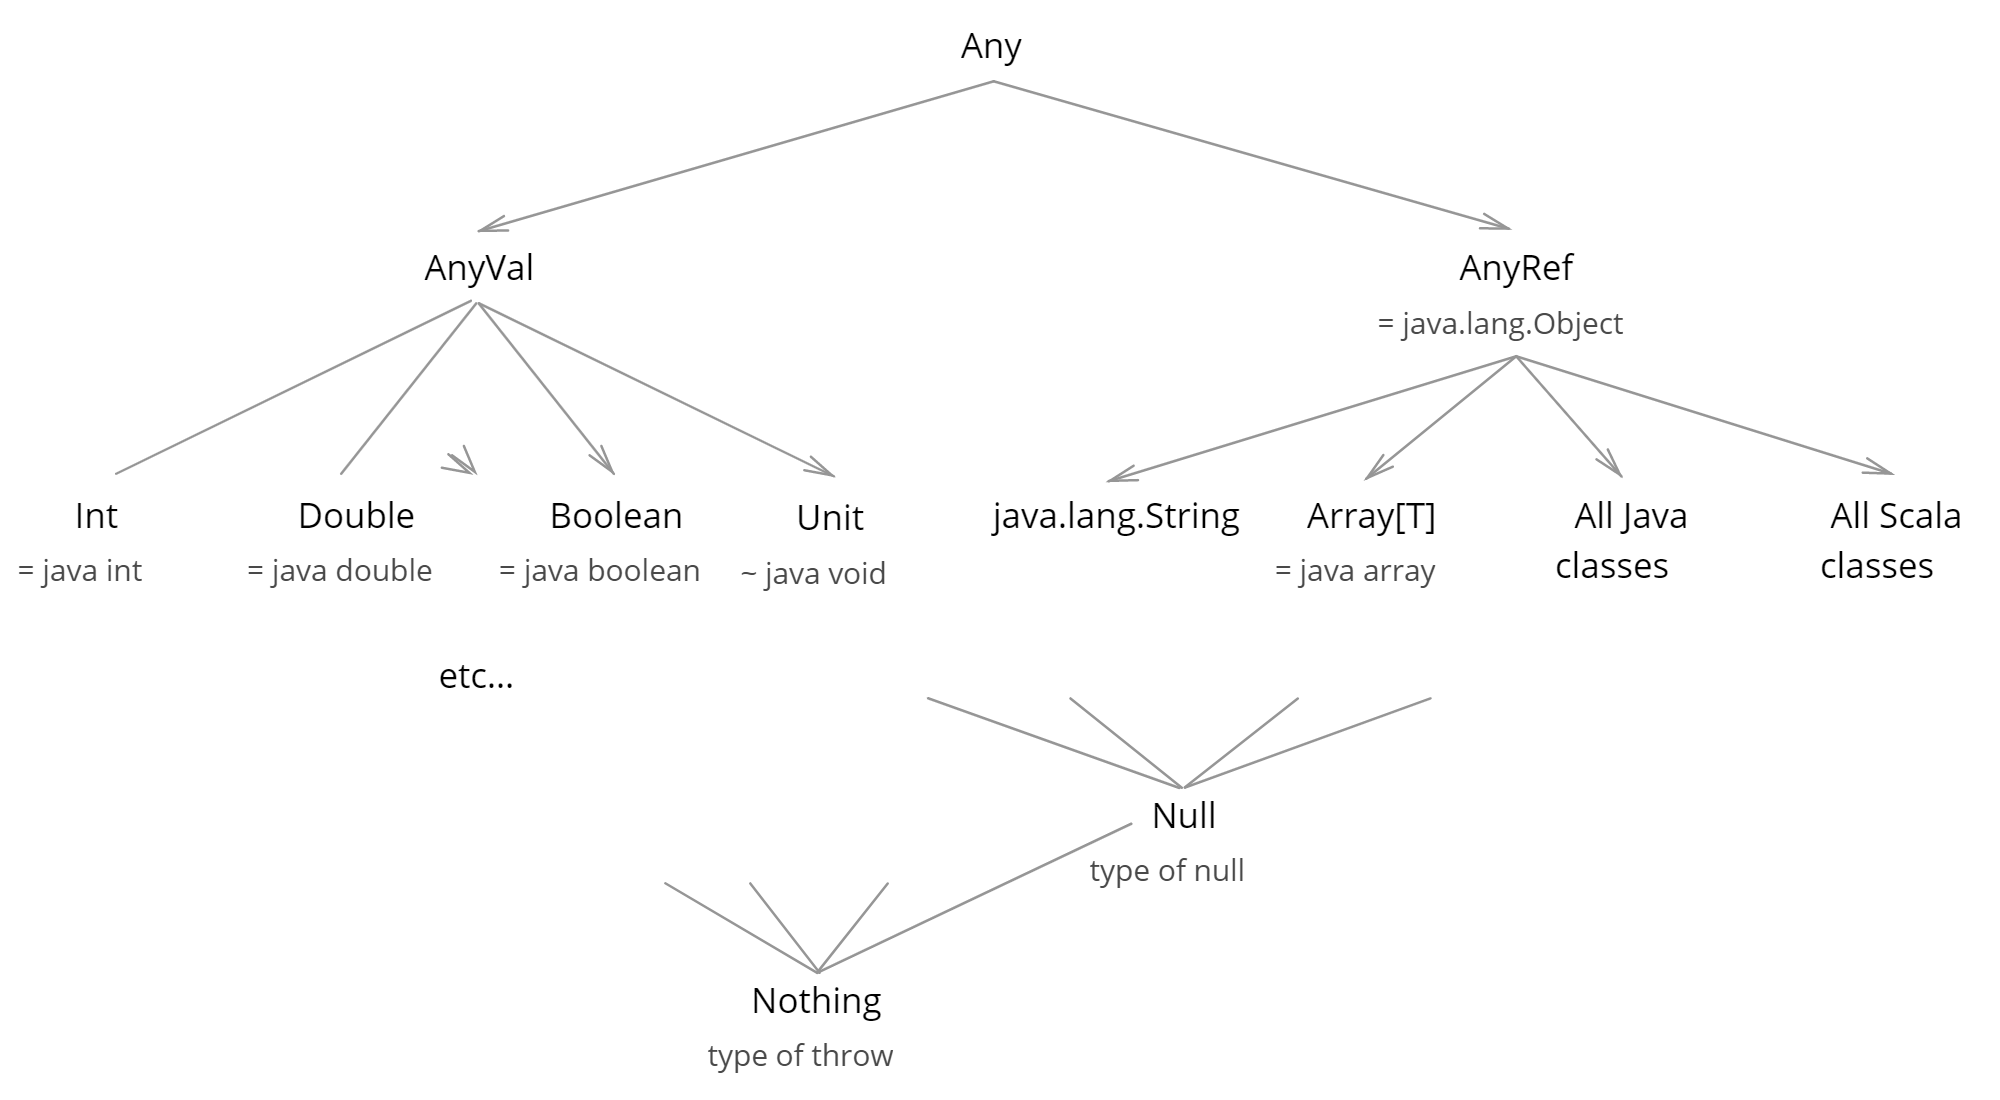 Any
AnyVal
AnyRef
= java.lang.Object
Int
Double
Boolean
Unit
java.lang.String
Array[T]
All Java
classes
All Scala
classes
= java int
= java double
= java boolean
~ java void
= java array
etc...
Null
type of null
Nothing
type of throw